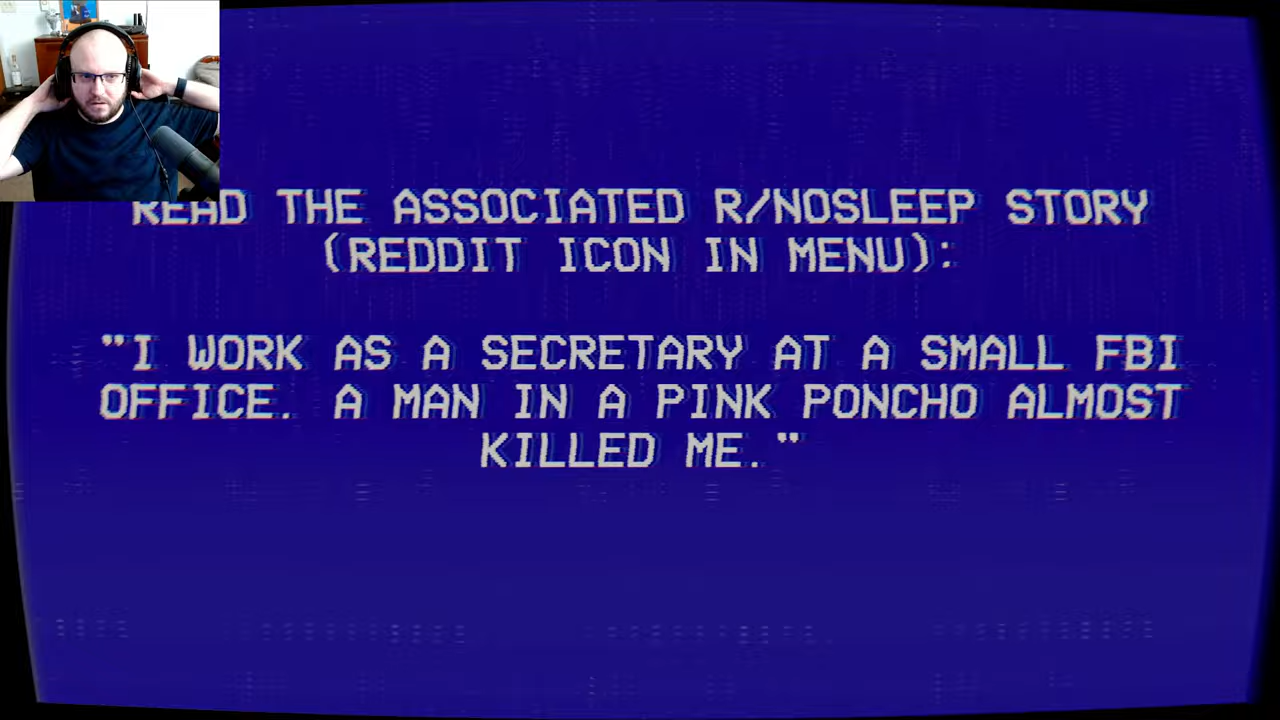 READ THE ASSOCIATED R/NOSLEEP STORY
(REDDIT ICON IN MENU):
"I WORK AS A SECRETARY AT A SMALL FBI
OFFICE. A MAN IN A PINK PONCHO ALMOST
KILLED ME."